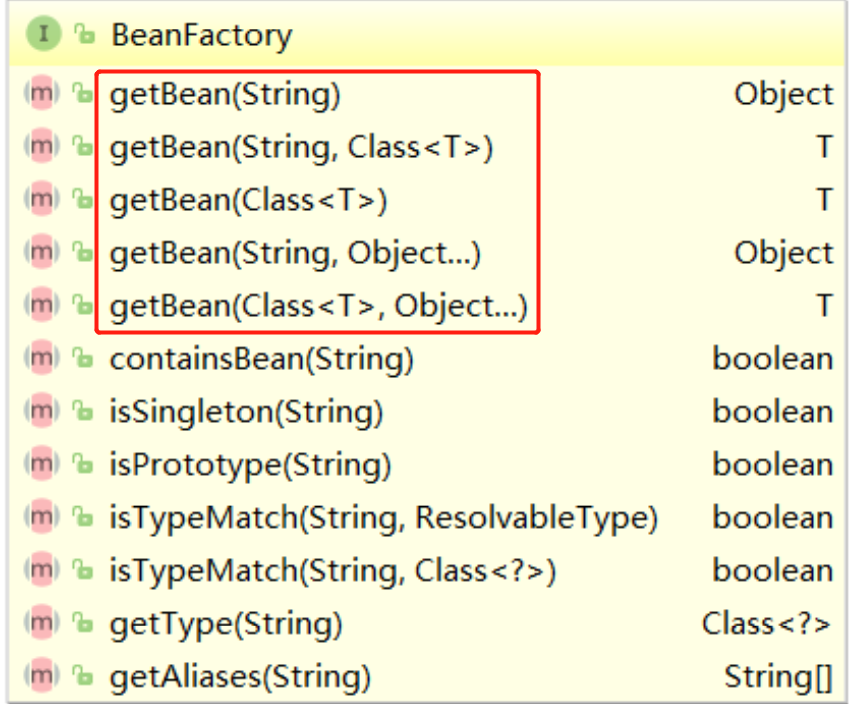 I BeanFactory
m getBean(String) Object
m getBean(String, Class<T>) T
m getBean(Class<T>) T
m getBean(String, Object...) Object
m getBean(Class<T>, Object...) T
m containsBean(String) boolean
m isSingleton(String) boolean
m isPrototype(String) boolean
m isTypeMatch(String, ResolvableType) boolean
m isTypeMatch(String, Class<?>) boolean
m getType(String) Class<?>
m getAliases(String) String[]